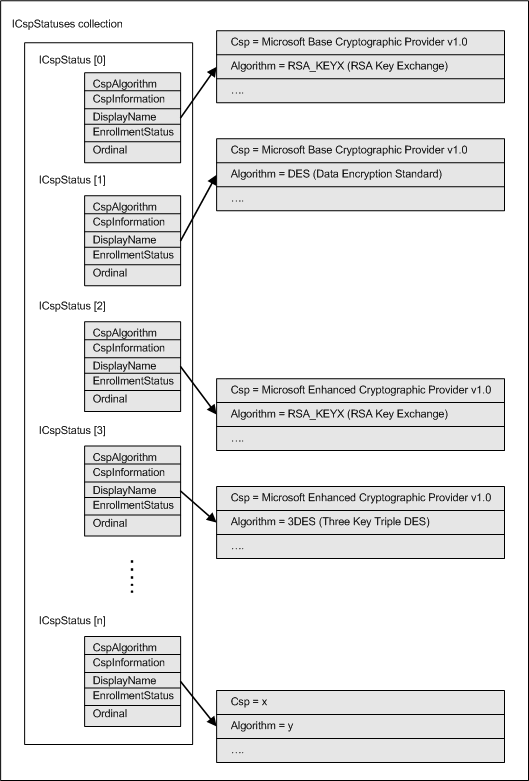 ICspStatuses collection
ICspStatus [0]
CspAlgorithm
CspInformation
DisplayName
EnrollmentStatus
Ordinal
Csp = Microsoft Base Cryptographic Provider v1.0
Algorithm = RSA_KEYX (RSA Key Exchange)
....
ICspStatus [1]
CspAlgorithm
CspInformation
DisplayName
EnrollmentStatus
Ordinal
Csp = Microsoft Base Cryptographic Provider v1.0
Algorithm = DES (Data Encryption Standard)
....
ICspStatus [2]
CspAlgorithm
CspInformation
DisplayName
EnrollmentStatus
Ordinal
Csp = Microsoft Enhanced Cryptographic Provider v1.0
Algorithm = RSA_KEYX (RSA Key Exchange)
....
ICspStatus [3]
CspAlgorithm
CspInformation
DisplayName
EnrollmentStatus
Ordinal
Csp = Microsoft Enhanced Cryptographic Provider v1.0
Algorithm = 3DES (Three Key Triple DES)
....
ICspStatus [n]
CspAlgorithm
CspInformation
DisplayName
EnrollmentStatus
Ordinal
Csp = x
Algorithm = y
....